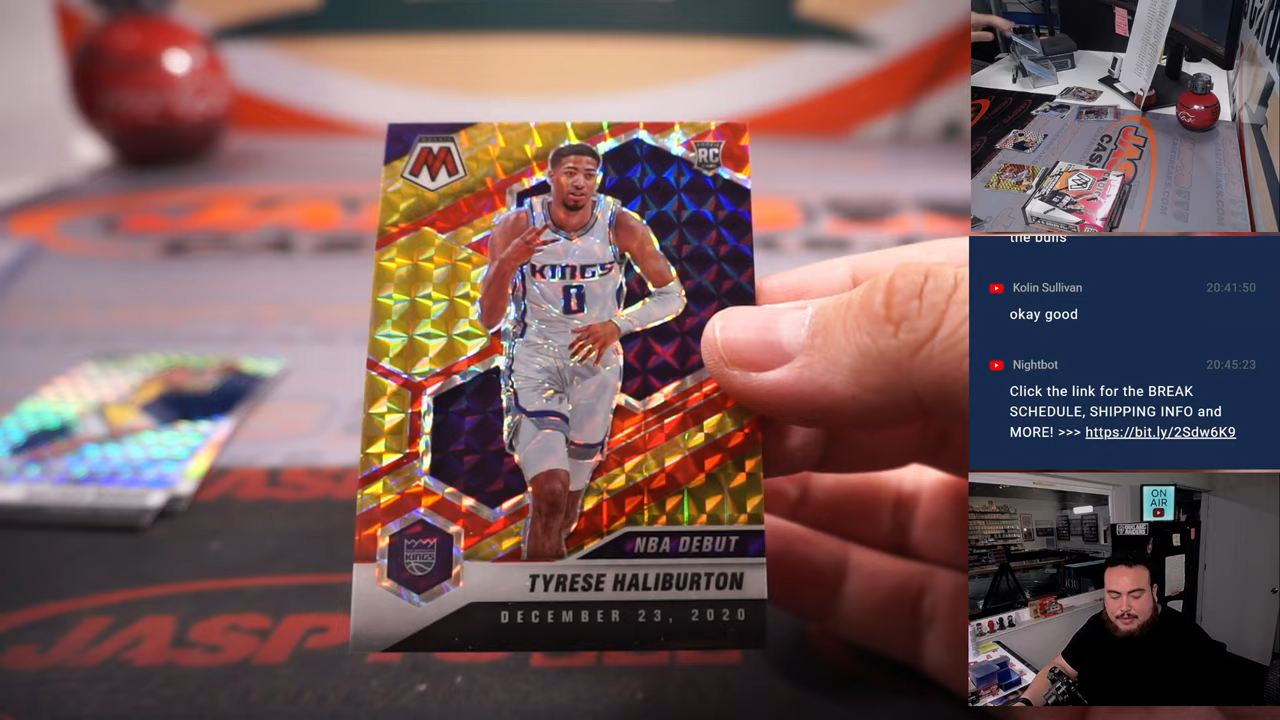 M
RC
KINGS
0
KINGS
NBA DEBUT
TYRESE HALIBURTON
DECEMBER 23, 2020
JASP
the bulls
Kolin Sullivan 20:41:50
okay good
Nightbot 20:45:23
Click the link for the BREAK
SCHEDULE, SHIPPING INFO and
MORE! >>> https://bit.ly/2Sdw6K9
ON
AIR